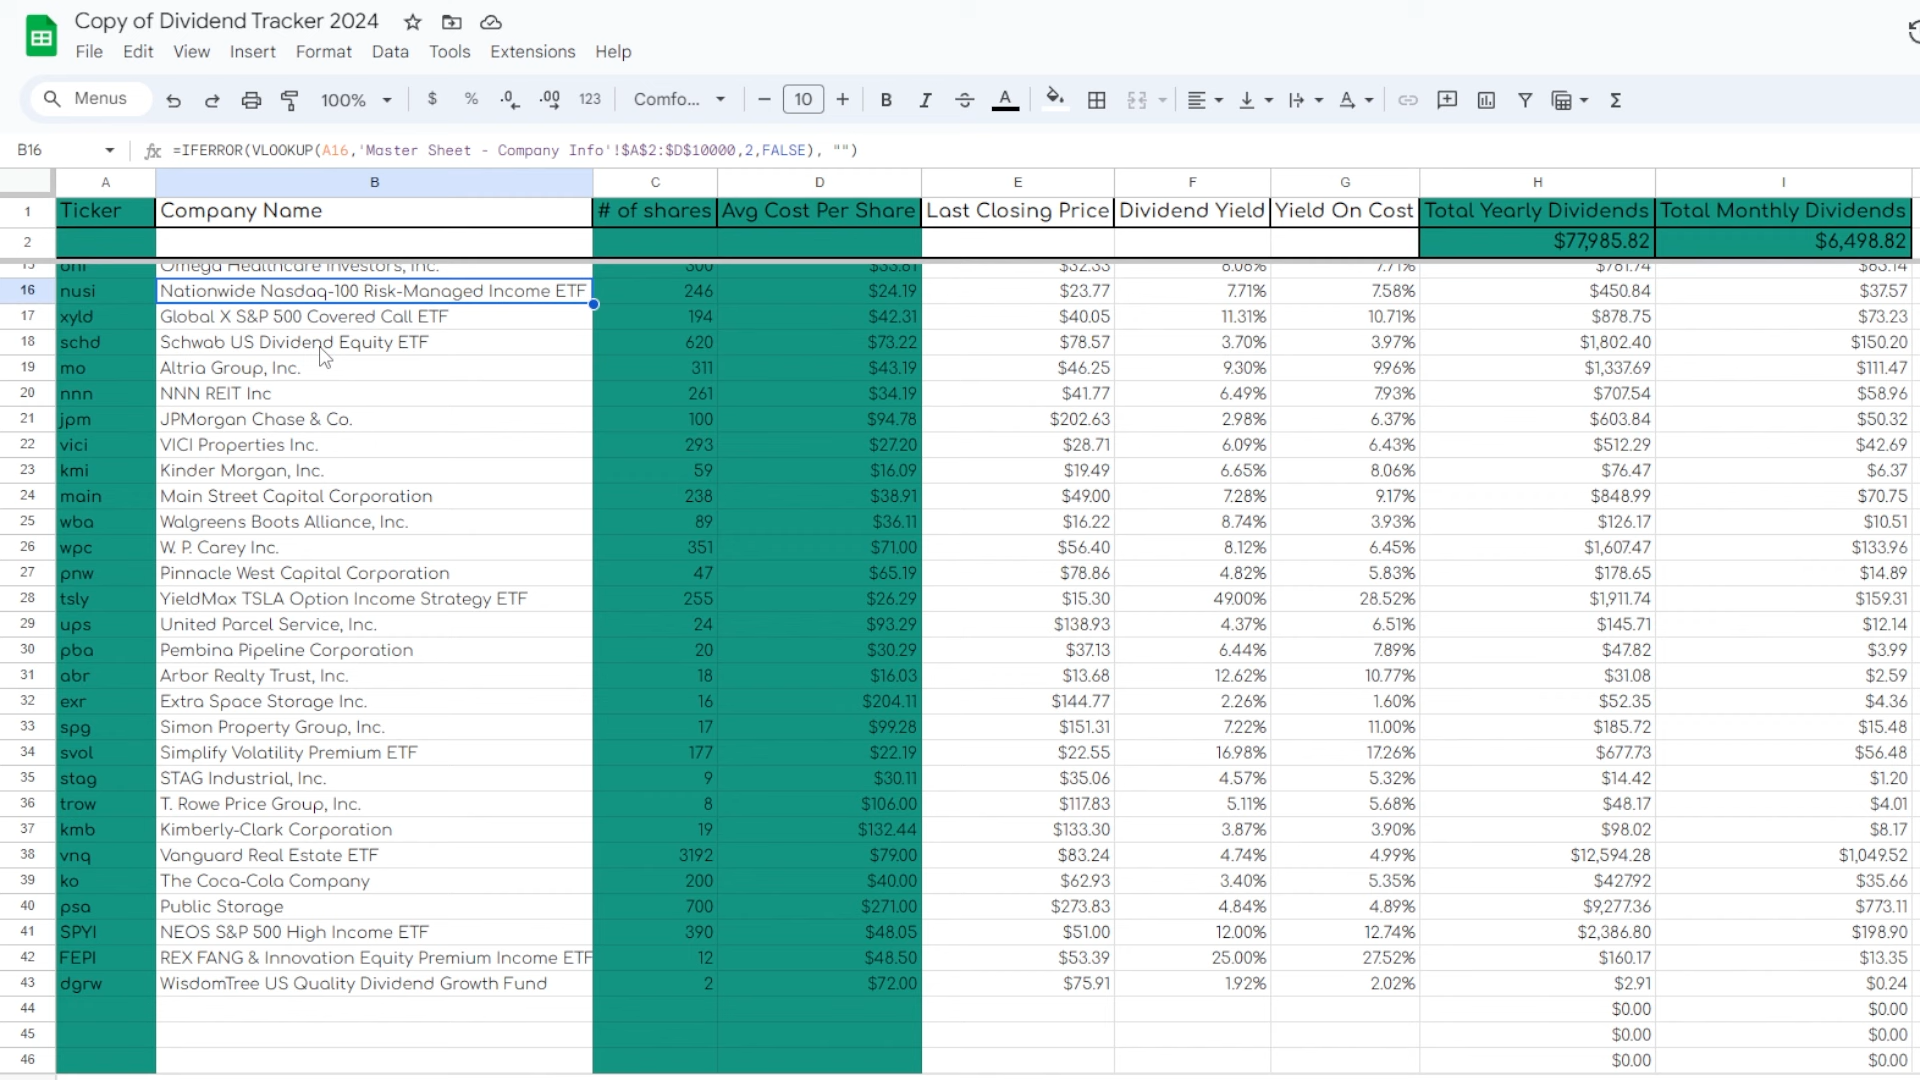 Copy of Dividend Tracker 2024
File Edit View Insert Format Data Tools Extensions Help
Menus 100% $ % .0 .00 123 Comfo... 10 B I A Σ
B16 fx =IFERROR(VLOOKUP(A16,'Master Sheet - Company Info'!$A$2:$D$10000,2,FALSE), "")
A B C D E F G H I
1 Ticker Company Name # of shares Avg Cost Per Share Last Closing Price Dividend Yield Yield On Cost Total Yearly Dividends Total Monthly Dividends
2 $77,985.82 $6,498.82
15 ohi Omega Healthcare Investors, Inc. 300 $33.81 $32.33 8.06% 7.71% $781.74 $65.14
16 nusi Nationwide Nasdaq-100 Risk-Managed Income ETF 246 $24.19 $23.77 7.71% 7.58% $450.84 $37.57
17 xyld Global X S&P 500 Covered Call ETF 194 $42.31 $40.05 11.31% 10.71% $878.75 $73.23
18 schd Schwab US Dividend Equity ETF 620 $73.22 $78.57 3.70% 3.97% $1,802.40 $150.20
19 mo Altria Group, Inc. 311 $43.19 $46.25 9.30% 9.96% $1,337.69 $111.47
20 nnn NNN REIT Inc 261 $34.19 $41.77 6.49% 7.93% $707.54 $58.96
21 jpm JPMorgan Chase & Co. 100 $94.78 $202.63 2.98% 6.37% $603.84 $50.32
22 vici VICI Properties Inc. 293 $27.20 $28.71 6.09% 6.43% $512.29 $42.69
23 kmi Kinder Morgan, Inc. 59 $16.09 $19.49 6.65% 8.06% $76.47 $6.37
24 main Main Street Capital Corporation 238 $38.91 $49.00 7.28% 9.17% $848.99 $70.75
25 wba Walgreens Boots Alliance, Inc. 89 $36.11 $16.22 8.74% 3.93% $126.17 $10.51
26 wpc W. P. Carey Inc. 351 $71.00 $56.40 8.12% 6.45% $1,607.47 $133.96
27 pnw Pinnacle West Capital Corporation 47 $65.19 $78.86 4.82% 5.83% $178.65 $14.89
28 tsly YieldMax TSLA Option Income Strategy ETF 255 $26.29 $15.30 49.00% 28.52% $1,911.74 $159.31
29 ups United Parcel Service, Inc. 24 $93.29 $138.93 4.37% 6.51% $145.71 $12.14
30 pba Pembina Pipeline Corporation 20 $30.29 $37.13 6.44% 7.89% $47.82 $3.99
31 abr Arbor Realty Trust, Inc. 18 $16.03 $13.68 12.62% 10.77% $31.08 $2.59
32 exr Extra Space Storage Inc. 16 $204.11 $144.77 2.26% 1.60% $52.35 $4.36
33 spg Simon Property Group, Inc. 17 $99.28 $151.31 7.22% 11.00% $185.72 $15.48
34 svol Simplify Volatility Premium ETF 177 $22.19 $22.55 16.98% 17.26% $677.73 $56.48
35 stag STAG Industrial, Inc. 9 $30.11 $35.06 4.57% 5.32% $14.42 $1.20
36 trow T. Rowe Price Group, Inc. 8 $106.00 $117.83 5.11% 5.68% $48.17 $4.01
37 kmb Kimberly-Clark Corporation 19 $132.44 $133.30 3.87% 3.90% $98.02 $8.17
38 vnq Vanguard Real Estate ETF 3192 $79.00 $83.24 4.74% 4.99% $12,594.28 $1,049.52
39 ko The Coca-Cola Company 200 $40.00 $62.93 3.40% 5.35% $427.92 $35.66
40 psa Public Storage 700 $271.00 $273.83 4.84% 4.89% $9,277.36 $773.11
41 SPYI NEOS S&P 500 High Income ETF 390 $48.05 $51.00 12.00% 12.74% $2,386.80 $198.90
42 FEPI REX FANG & Innovation Equity Premium Income ETF 12 $48.50 $53.39 25.00% 27.52% $160.17 $13.35
43 dgrw WisdomTree US Quality Dividend Growth Fund 2 $72.00 $75.91 1.92% 2.02% $2.91 $0.24
44 $0.00 $0.00
45 $0.00 $0.00
46 $0.00 $0.00